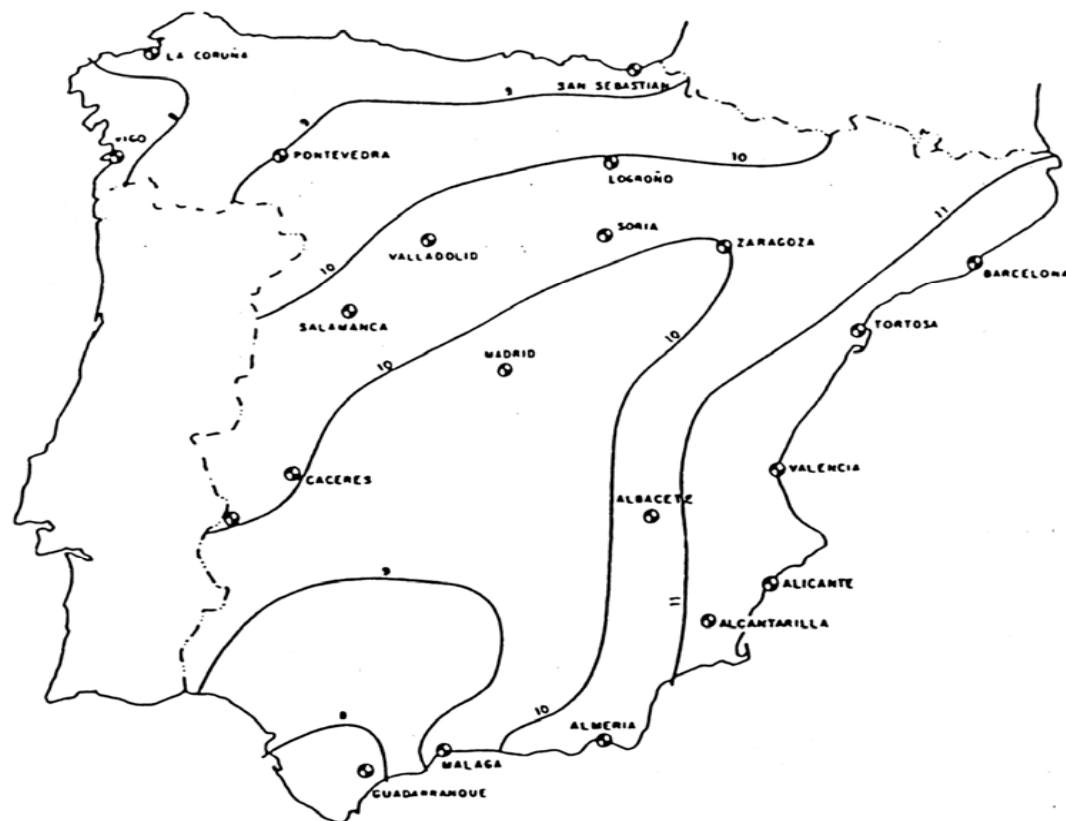 LA CORUÑA
SAN SEBASTIAN
9
8
9
VIGO
PONTEVEDRA
10
LOGROÑO
11
SORIA
ZARAGOZA
VALLADOLID
10
BARCELONA
SALAMANCA
TORTOSA
10
MADRID
10
VALENCIA
CACERES
ALBACETE
9
ALICANTE
11
ALCANTARILLA
10
8
ALMERIA
MALAGA
GUADARRANQUE